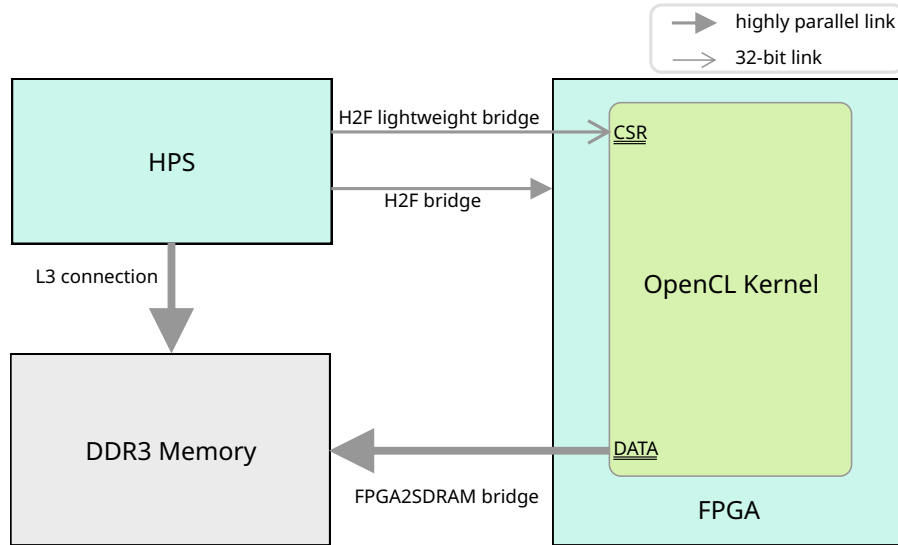 highly parallel link
32-bit link
H2F lightweight bridge
CSR
HPS
H2F bridge
L3 connection
OpenCL Kernel
DDR3 Memory
DATA
FPGA2SDRAM bridge
FPGA